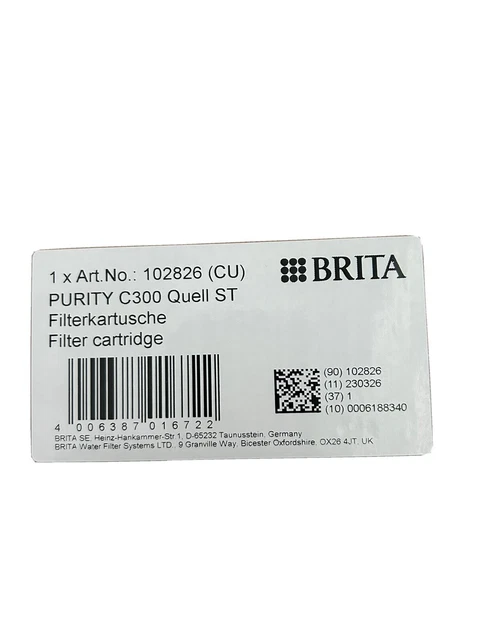 1 x Art.No.: 102826 (CU)
BRITA
PURITY C300 Quell ST
Filterkartusche
Filter cartridge
(90) 102826
(11) 230326
(37) 1
(10) 0006188340
4 006387 016722
BRITA SE, Heinz-Hankammer-Str.1, D-65232 Taunusstein, Germany
BRITA Water Filter Systems LTD., 9 Granville Way, Bicester Oxfordshire, OX26 4JT, UK